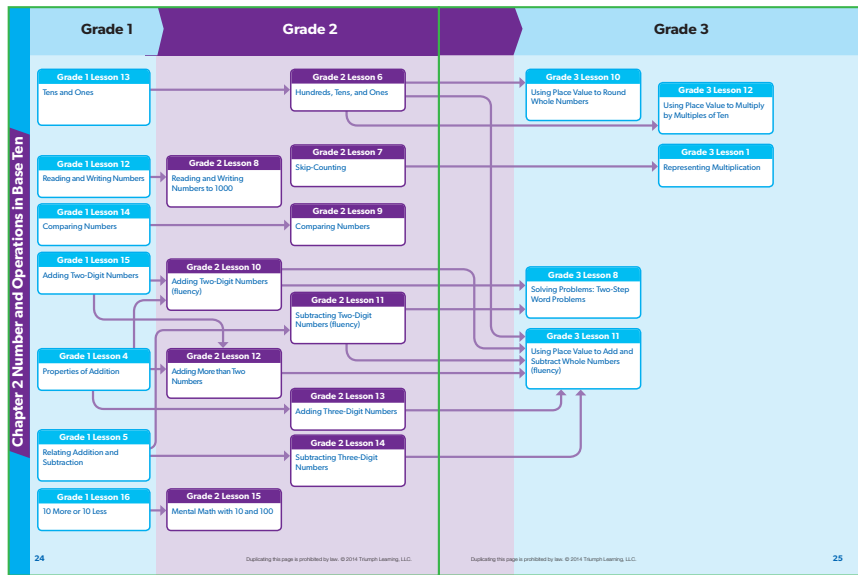 Grade 1
Grade 2
Grade 3
Chapter 2 Number and Operations in Base Ten
Grade 1 Lesson 13
Tens and Ones
Grade 2 Lesson 6
Hundreds, Tens, and Ones
Grade 3 Lesson 10
Using Place Value to Round
Whole Numbers
Grade 3 Lesson 12
Using Place Value to Multiply
by Multiples of Ten
Grade 1 Lesson 12
Reading and Writing Numbers
Grade 2 Lesson 8
Reading and Writing
Numbers to 1000
Grade 2 Lesson 7
Skip-Counting
Grade 3 Lesson 1
Representing Multiplication
Grade 1 Lesson 14
Comparing Numbers
Grade 2 Lesson 9
Comparing Numbers
Grade 1 Lesson 15
Adding Two-Digit Numbers
Grade 2 Lesson 10
Adding Two-Digit Numbers
(fluency)
Grade 2 Lesson 11
Subtracting Two-Digit
Numbers (fluency)
Grade 3 Lesson 8
Solving Problems: Two-Step
Word Problems
Grade 1 Lesson 4
Properties of Addition
Grade 2 Lesson 12
Adding More than Two
Numbers
Grade 3 Lesson 11
Using Place Value to Add and
Subtract Whole Numbers
(fluency)
Grade 2 Lesson 13
Adding Three-Digit Numbers
Grade 1 Lesson 5
Relating Addition and
Subtraction
Grade 2 Lesson 14
Subtracting Three-Digit
Numbers
Grade 1 Lesson 16
10 More or 10 Less
Grade 2 Lesson 15
Mental Math with 10 and 100
24
Duplicating this page is prohibited by law. © 2014 Triumph Learning, LLC.
Duplicating this page is prohibited by law. © 2014 Triumph Learning, LLC.
25